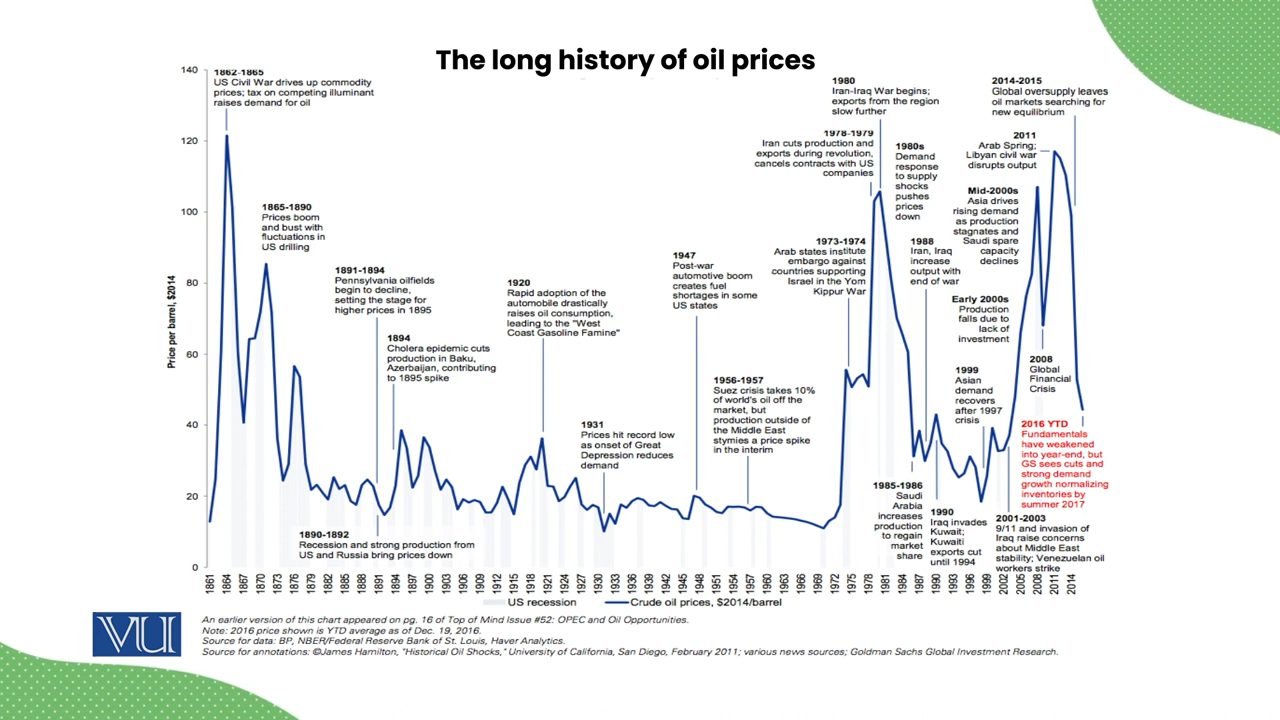 The long history of oil prices
140
120
100
80
60
40
20
0
Price per barrel, $2014
1862-1865
US Civil War drives up commodity
prices; tax on competing illuminant
raises demand for oil
1865-1890
Prices boom
and bust with
fluctuations in
US drilling
1891-1894
Pennsylvania oilfields
begin to decline,
setting the stage for
higher prices in 1895
1894
Cholera epidemic cuts
production in Baku,
Azerbaijan, contributing
to 1895 spike
1890-1892
Recession and strong production from
US and Russia bring prices down
1920
Rapid adoption of the
automobile drastically
raises oil consumption,
leading to the "West
Coast Gasoline Famine"
1931
Prices hit record low
as onset of Great
Depression reduces
demand
1947
Post-war
automotive boom
creates fuel
shortages in some
US states
1956-1957
Suez crisis takes 10%
of world's oil off the
market, but
production outside of
the Middle East
stymies a price spike
in the interim
1973-1974
Arab states institute
embargo against
countries supporting
Israel in the Yom
Kippur War
1978-1979
Iran cuts production and
exports during revolution,
cancels contracts with US
companies
1980
Iran-Iraq War begins;
exports from the region
slow further
1980s
Demand
response
to supply
shocks
pushes
prices
down
1985-1986
Saudi
Arabia
increases
production
to regain
market
share
1988
Iran, Iraq
increase
output with
end of war
1990
Iraq invades
Kuwait;
Kuwaiti
exports cut
until 1994
1999
Asian
demand
recovers
after 1997
crisis
2001-2003
9/11 and invasion of
Iraq raise concerns
about Middle East
stability; Venezuelan oil
workers strike
Early 2000s
Production
falls due to
lack of
investment
Mid-2000s
Asia drives
rising demand
as production
stagnates and
Saudi spare
capacity
declines
2008
Global
Financial
Crisis
2011
Arab Spring;
Libyan civil war
disrupts output
2014-2015
Global oversupply leaves
oil markets searching for
new equilibrium
2016 YTD
Fundamentals
have weakened
into year-end, but
GS sees cuts and
strong demand
growth normalizing
inventories by
summer 2017
1861 1864 1867 1870 1873 1876 1879 1882 1885 1888 1891 1894 1897 1900 1903 1906 1909 1912 1915 1918 1921 1924 1927 1930 1933 1936 1939 1942 1945 1948 1951 1954 1957 1960 1963 1966 1969 1972 1975 1978 1981 1984 1987 1990 1993 1996 1999 2002 2005 2008 2011 2014
US recession
Crude oil prices, $2014/barrel
VU
An earlier version of this chart appeared on pg. 16 of Top of Mind Issue #52: OPEC and Oil Opportunities.
Note: 2016 price shown is YTD average as of Dec. 19, 2016.
Source for data: BP, NBER/Federal Reserve Bank of St. Louis, Haver Analytics.
Source for annotations: ©James Hamilton, "Historical Oil Shocks," University of California, San Diego, February 2011; various news sources; Goldman Sachs Global Investment Research.